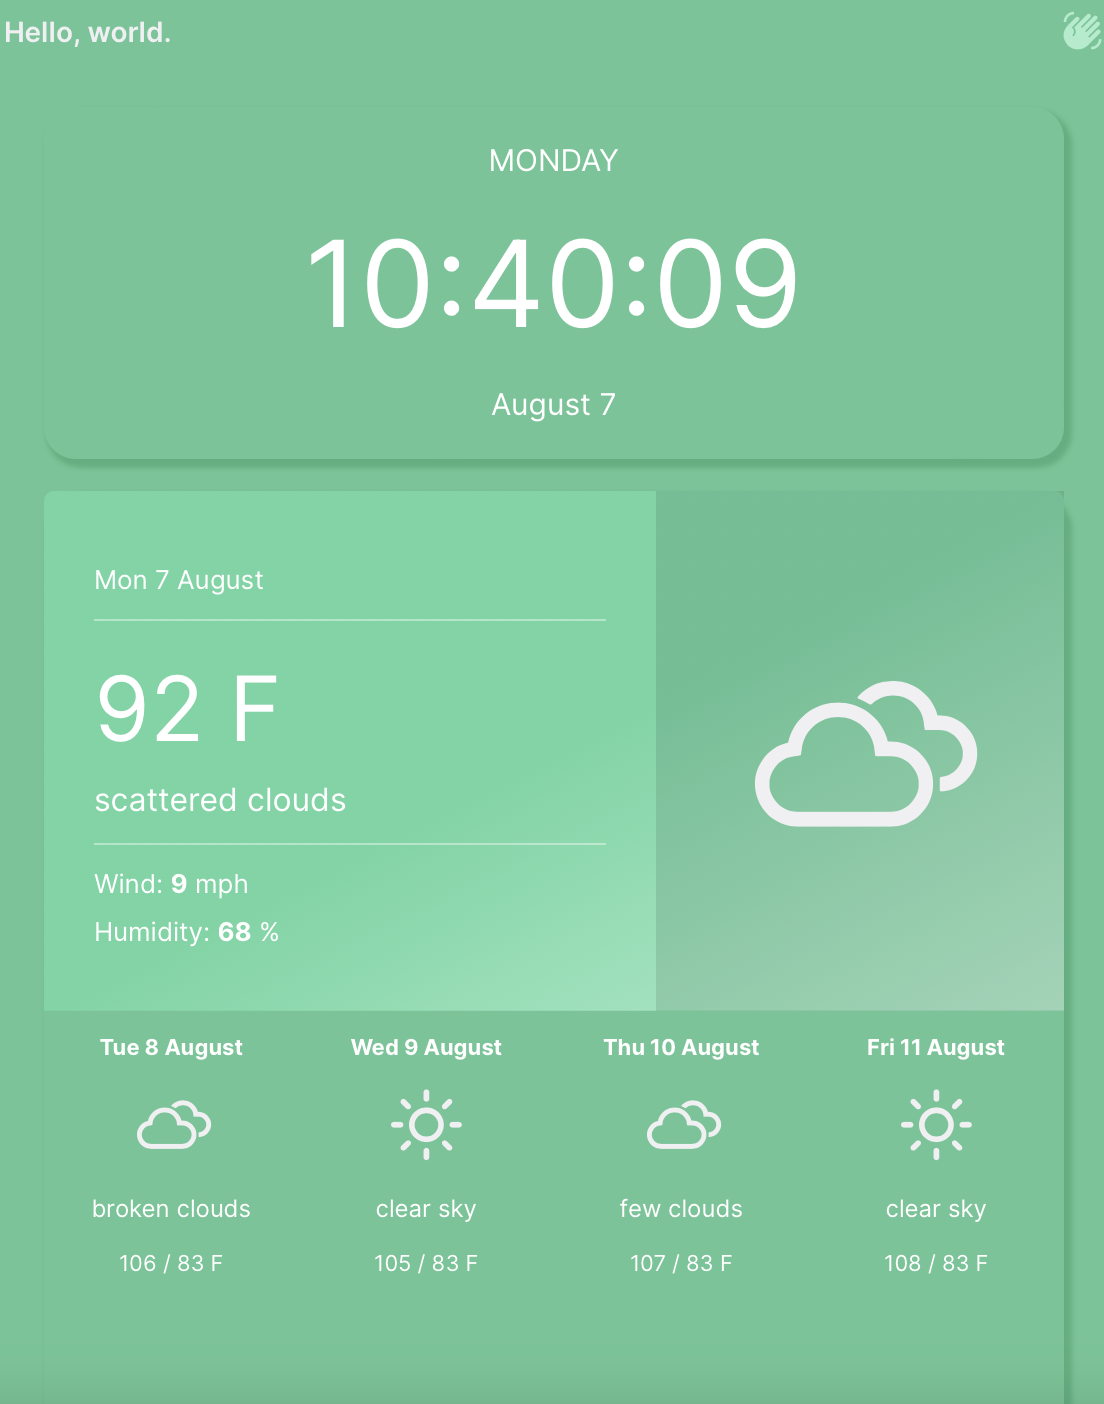 Hello, world.
MONDAY
10:40:09
August 7
Mon 7 August
92 F
scattered clouds
Wind: 9 mph
Humidity: 68 %
Tue 8 August
Wed 9 August
Thu 10 August
Fri 11 August
broken clouds
clear sky
few clouds
clear sky
106 / 83 F
105 / 83 F
107 / 83 F
108 / 83 F